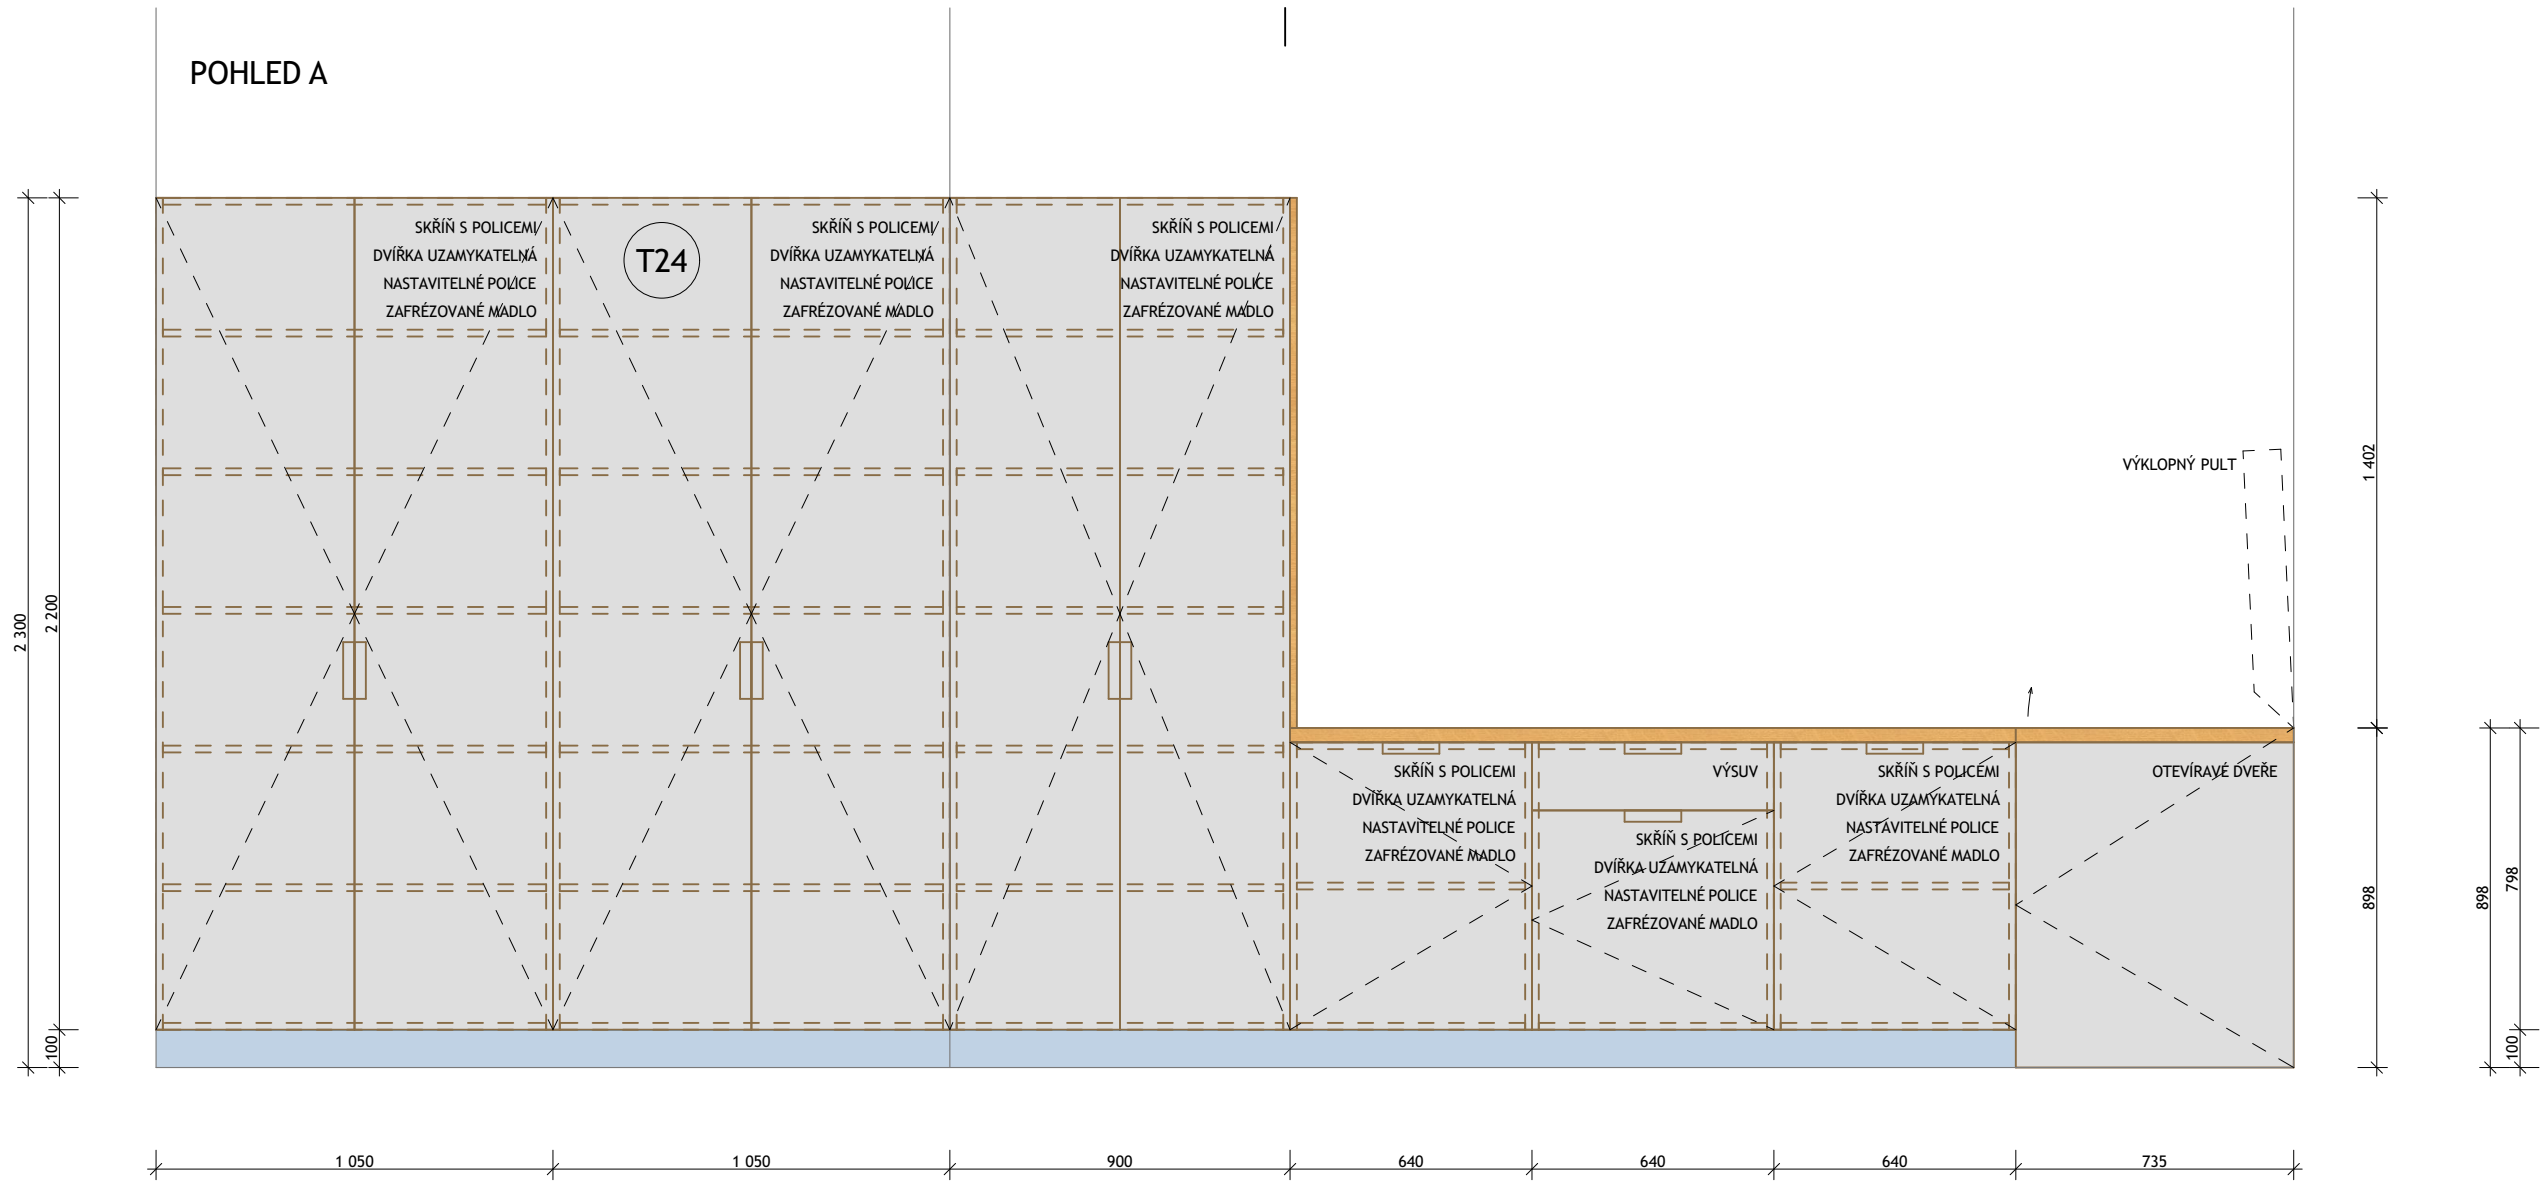 POHLED A
SKŘÍŇ S POLICEMI
DVÍŘKA UZAMYKATELNÁ
NASTAVITELNÉ POLICE
ZAFRÉZOVANÉ MADLO
T24
SKŘÍŇ S POLICEMI
DVÍŘKA UZAMYKATELNÁ
NASTAVITELNÉ POLICE
ZAFRÉZOVANÉ MADLO
SKŘÍŇ S POLICEMI
DVÍŘKA UZAMYKATELNÁ
NASTAVITELNÉ POLICE
ZAFRÉZOVANÉ MADLO
VÝKLOPNÝ PULT
SKŘÍŇ S POLICEMI
DVÍŘKA UZAMYKATELNÁ
NASTAVITELNÉ POLICE
ZAFRÉZOVANÉ MADLO
VÝSUV
SKŘÍŇ S POLICEMI
DVÍŘKA UZAMYKATELNÁ
NASTAVITELNÉ POLICE
ZAFRÉZOVANÉ MADLO
SKŘÍŇ S POLICEMI
DVÍŘKA UZAMYKATELNÁ
NASTAVITELNÉ POLICE
ZAFRÉZOVANÉ MADLO
OTEVÍRAVÉ DVEŘE
2 300
2 200
100
1 402
898
898
798
100
1 050
1 050
900
640
640
640
735